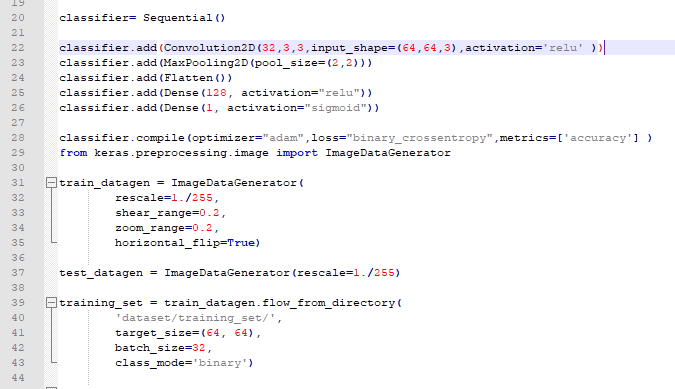 19
20 classifier= Sequential()
21
22 classifier.add(Convolution2D(32,3,3,input_shape=(64,64,3),activation='relu' ))
23 classifier.add(MaxPooling2D(pool_size=(2,2)))
24 classifier.add(Flatten())
25 classifier.add(Dense(128, activation="relu"))
26 classifier.add(Dense(1, activation="sigmoid"))
27
28 classifier.compile(optimizer="adam",loss="binary_crossentropy",metrics=['accuracy'] )
29 from keras.preprocessing.image import ImageDataGenerator
30
31 train_datagen = ImageDataGenerator(
32 rescale=1./255,
33 shear_range=0.2,
34 zoom_range=0.2,
35 horizontal_flip=True)
36
37 test_datagen = ImageDataGenerator(rescale=1./255)
38
39 training_set = train_datagen.flow_from_directory(
40 'dataset/training_set/',
41 target_size=(64, 64),
42 batch_size=32,
43 class_mode='binary')
44